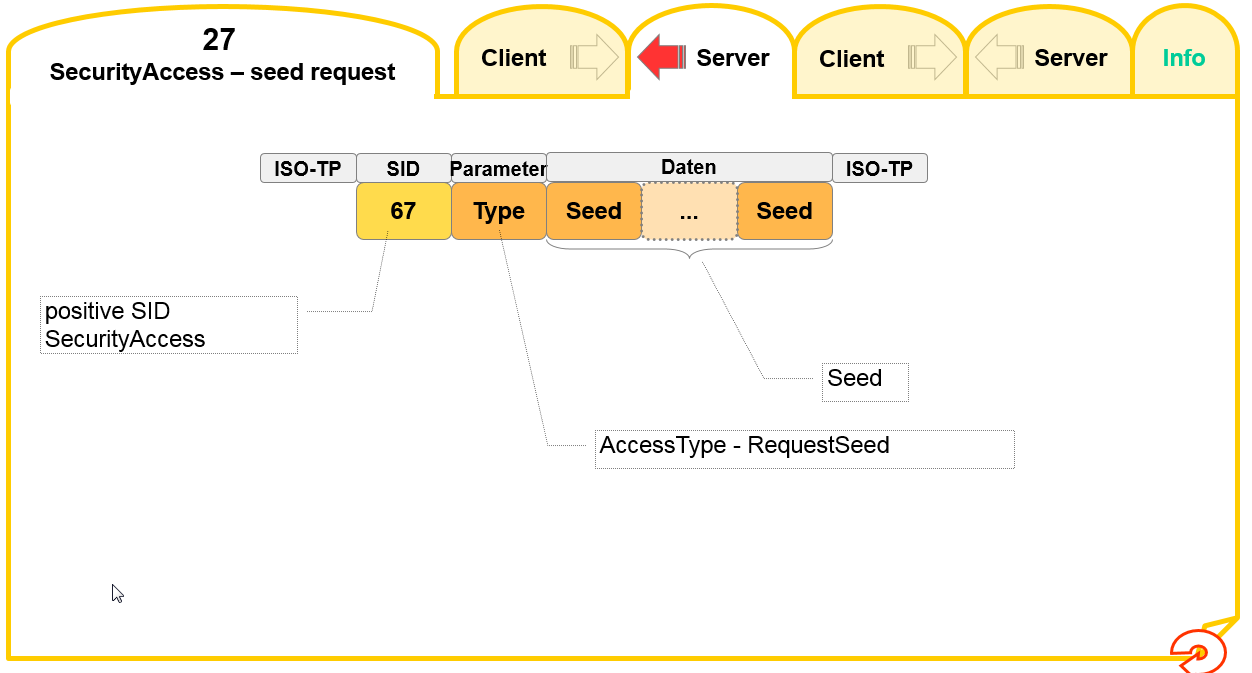 27
SecurityAccess – seed request
Client
Server
Client
Server
Info
ISO-TP
SID
Parameter
Daten
ISO-TP
67
Type
Seed
...
Seed
positive SID
SecurityAccess
Seed
AccessType - RequestSeed